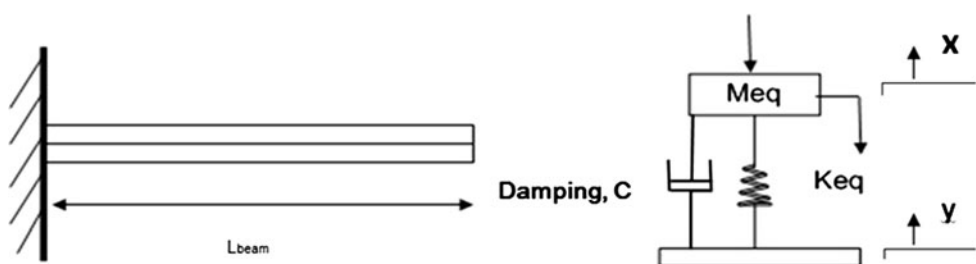 Lbeam
Damping, C
Meq
Keq
x
y